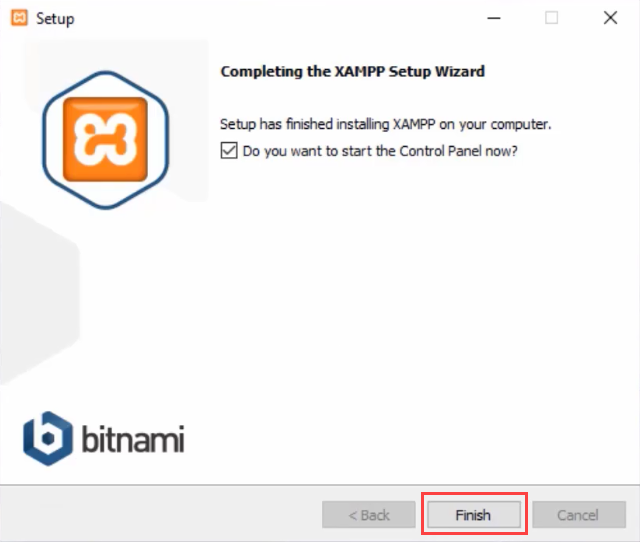 Setup
Completing the XAMPP Setup Wizard
Setup has finished installing XAMPP on your computer.
Do you want to start the Control Panel now?
bitnami
< Back
Finish
Cancel